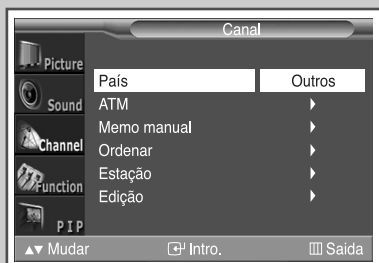 Canal
Picture
Sound
Channel
Function
PIP
País Outros
ATM
Memo manual
Ordenar
Estação
Edição
▲▼ Mudar Intro. Saida